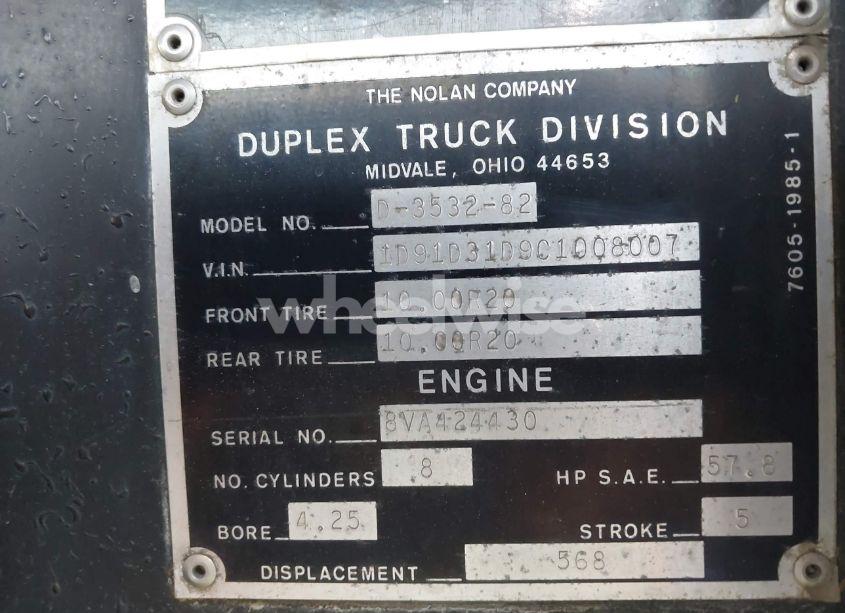 THE NOLAN COMPANY
DUPLEX TRUCK DIVISION
MIDVALE, OHIO 44653
MODEL NO. D-3532-82
V.I.N. 1D91D31D9C1008007
FRONT TIRE 10.00R20
REAR TIRE 10.00R20
ENGINE
SERIAL NO. 8VA424430
NO. CYLINDERS 8 HP S.A.E. 57.8
BORE 4.25 STROKE 5
DISPLACEMENT 568
7605-1985-1
wheelwise